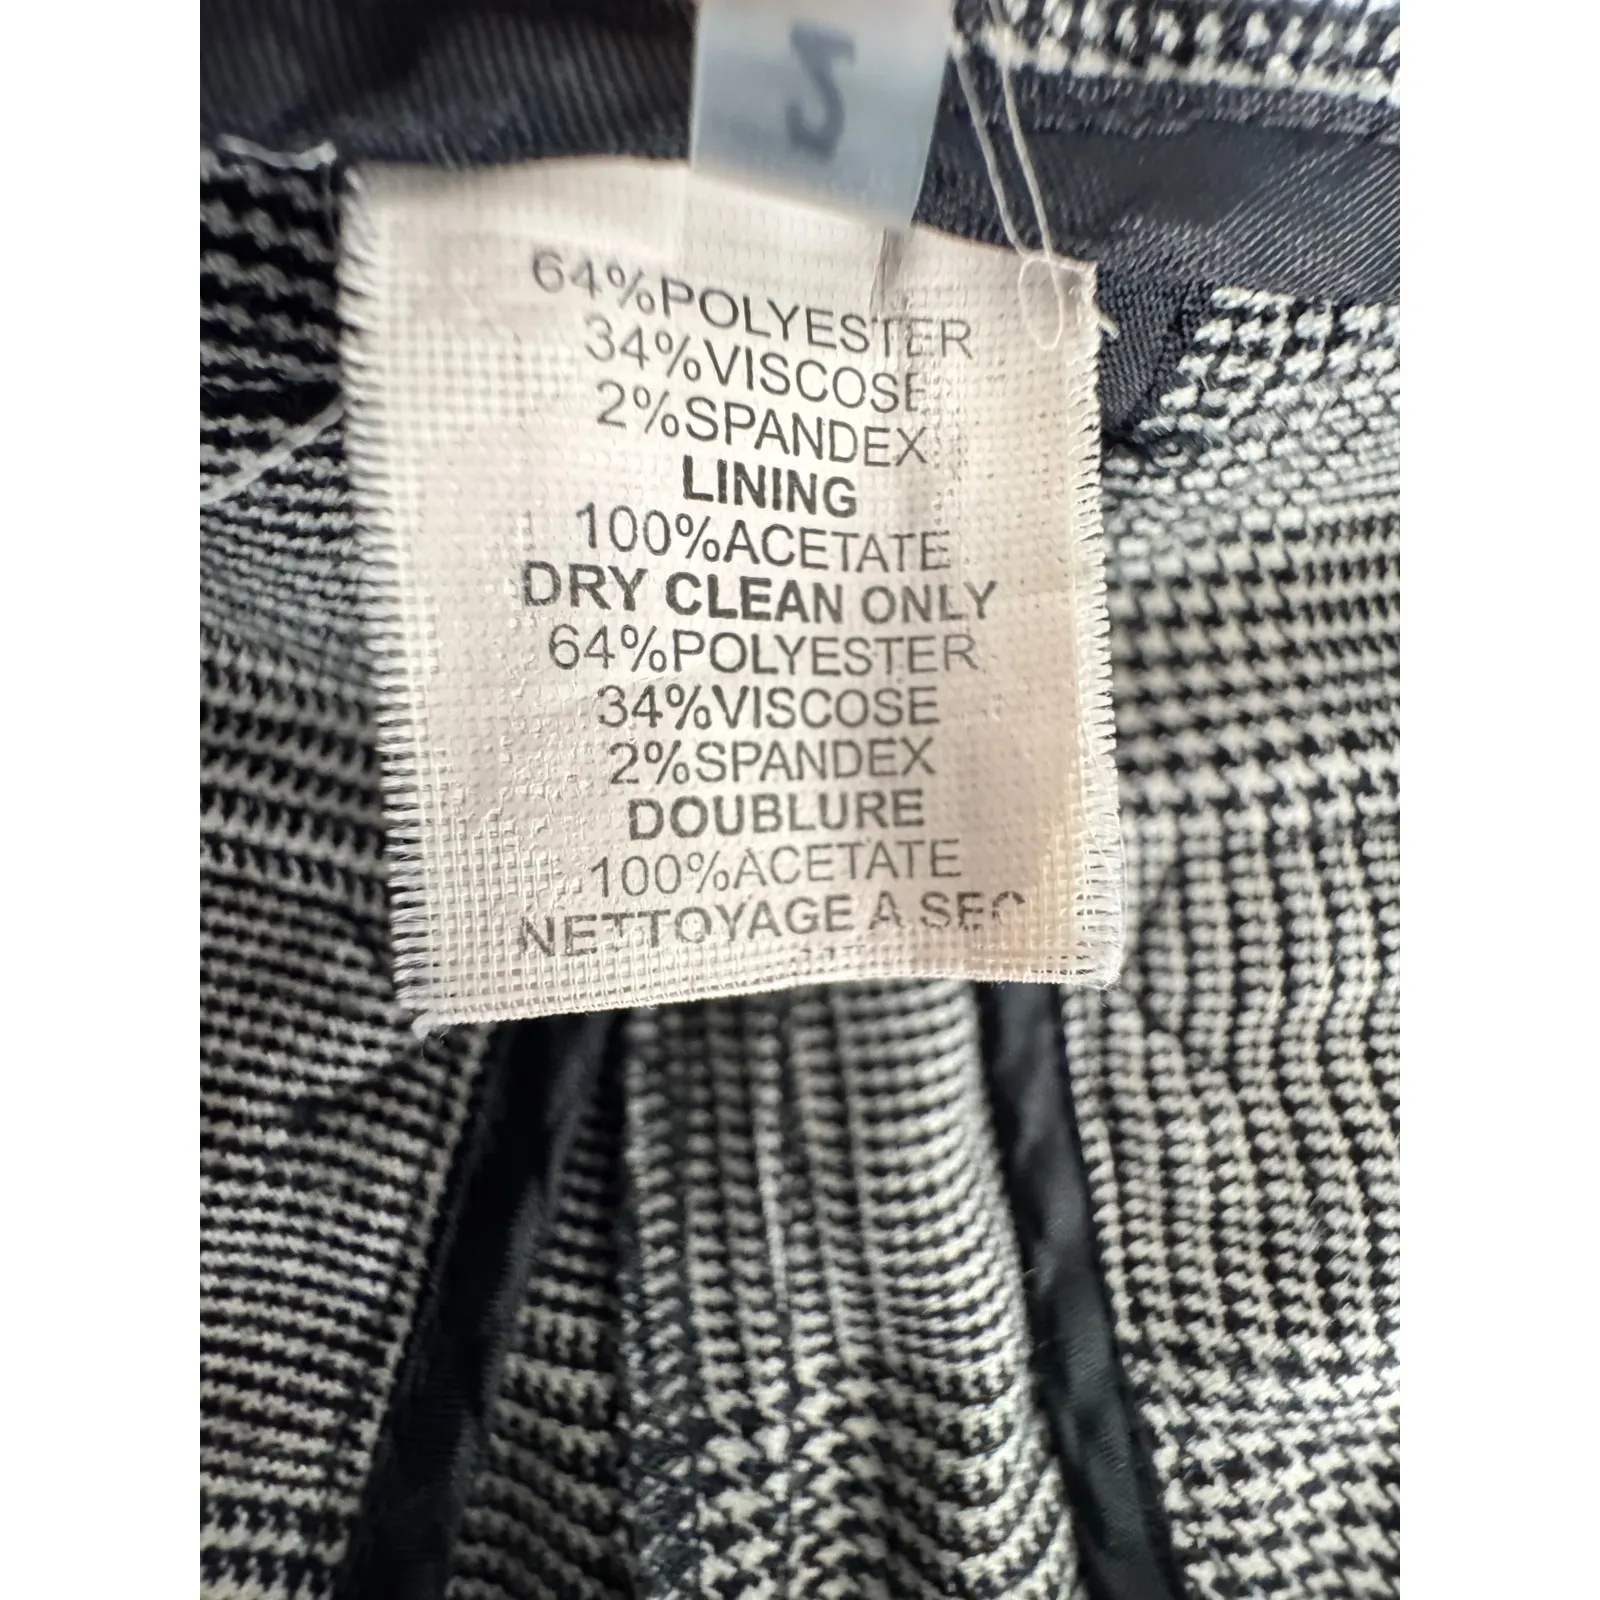 64%POLYESTER
34%VISCOSE
2%SPANDEX
LINING
100%ACETATE
DRY CLEAN ONLY
64%POLYESTER
34%VISCOSE
2%SPANDEX
DOUBLURE
100%ACETATE
NETTOYAGE A SEC